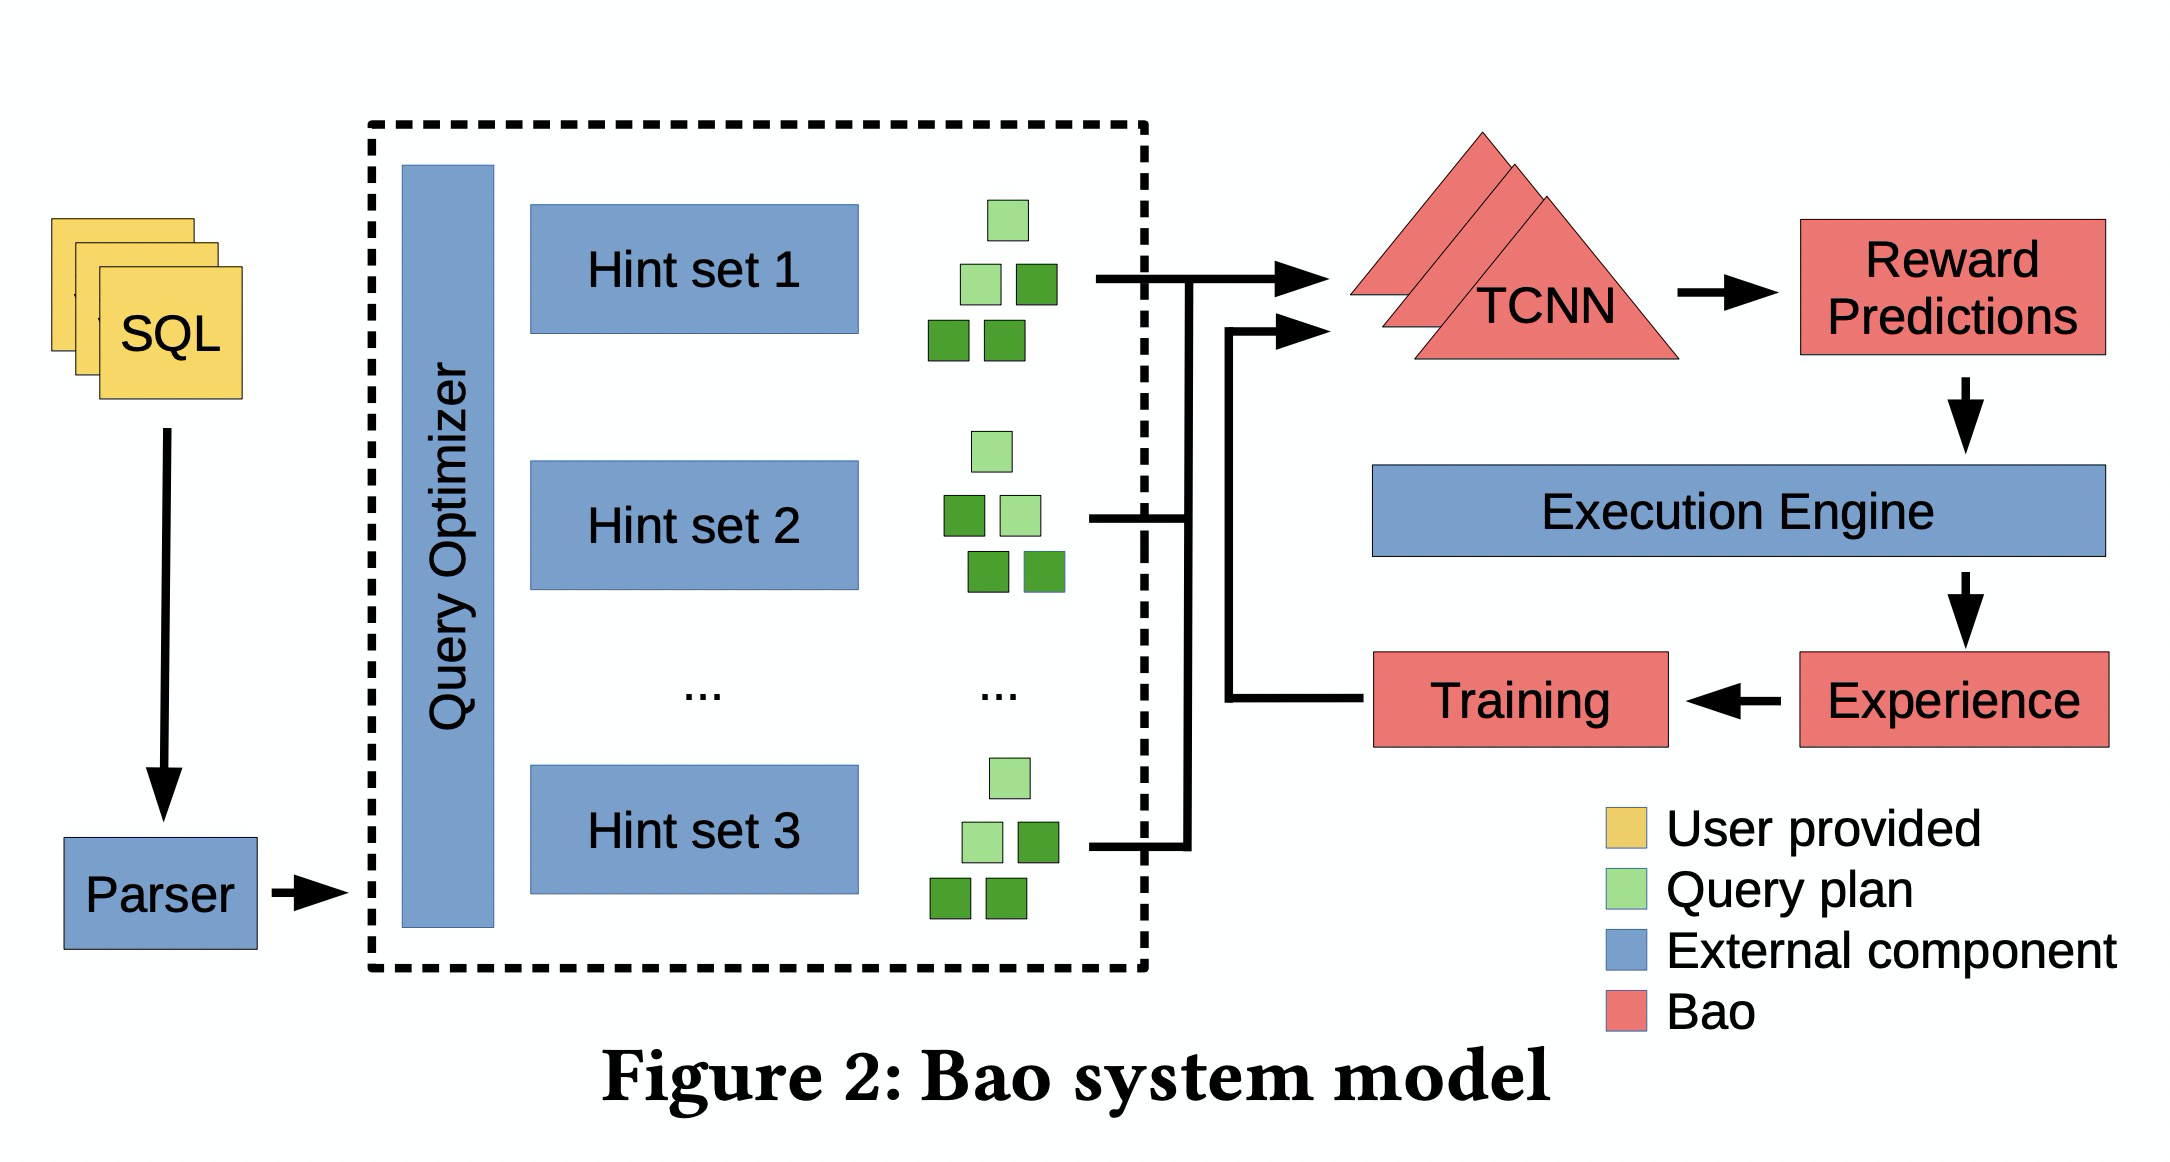 SQL
Parser
Query Optimizer
Hint set 1
Hint set 2
...
...
Hint set 3
TCNN
Reward
Predictions
Execution Engine
Training
Experience
User provided
Query plan
External component
Bao
Figure 2: Bao system model